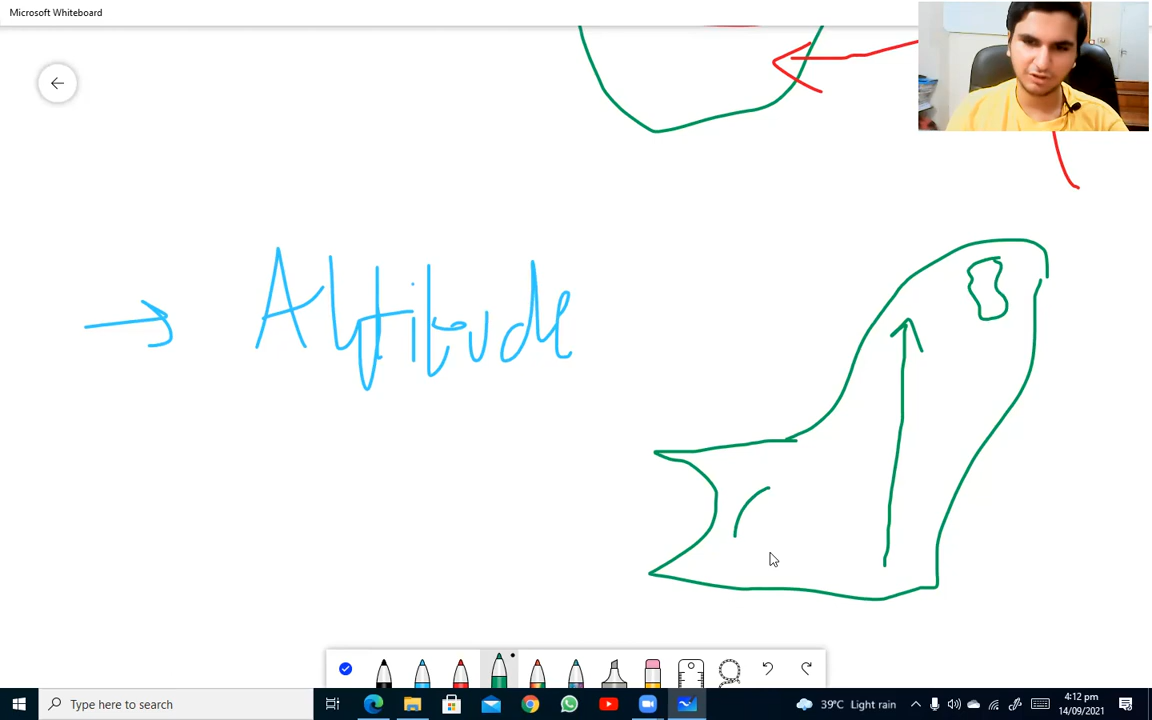 Microsoft Whiteboard
→ Altitude
Type here to search
39°C Light rain
4:12 pm
14/09/2021